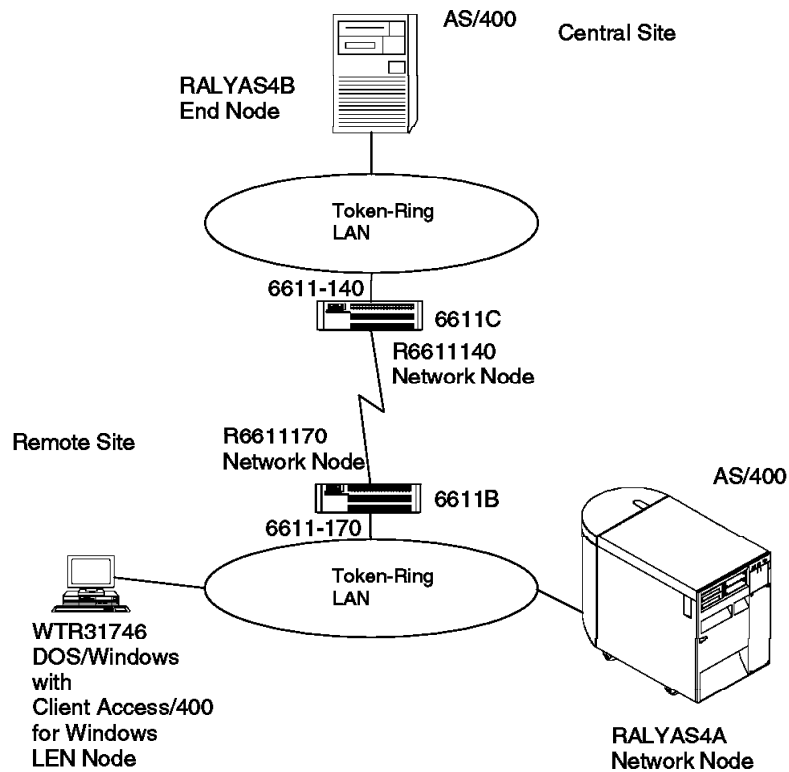 AS/400
Central Site
RALYAS4B
End Node
Token-Ring
LAN
6611-140
6611C
R6611140
Network Node
Remote Site
R6611170
Network Node
AS/400
6611B
6611-170
Token-Ring
LAN
WTR31746
DOS/Windows
with
Client Access/400
for Windows
LEN Node
RALYAS4A
Network Node